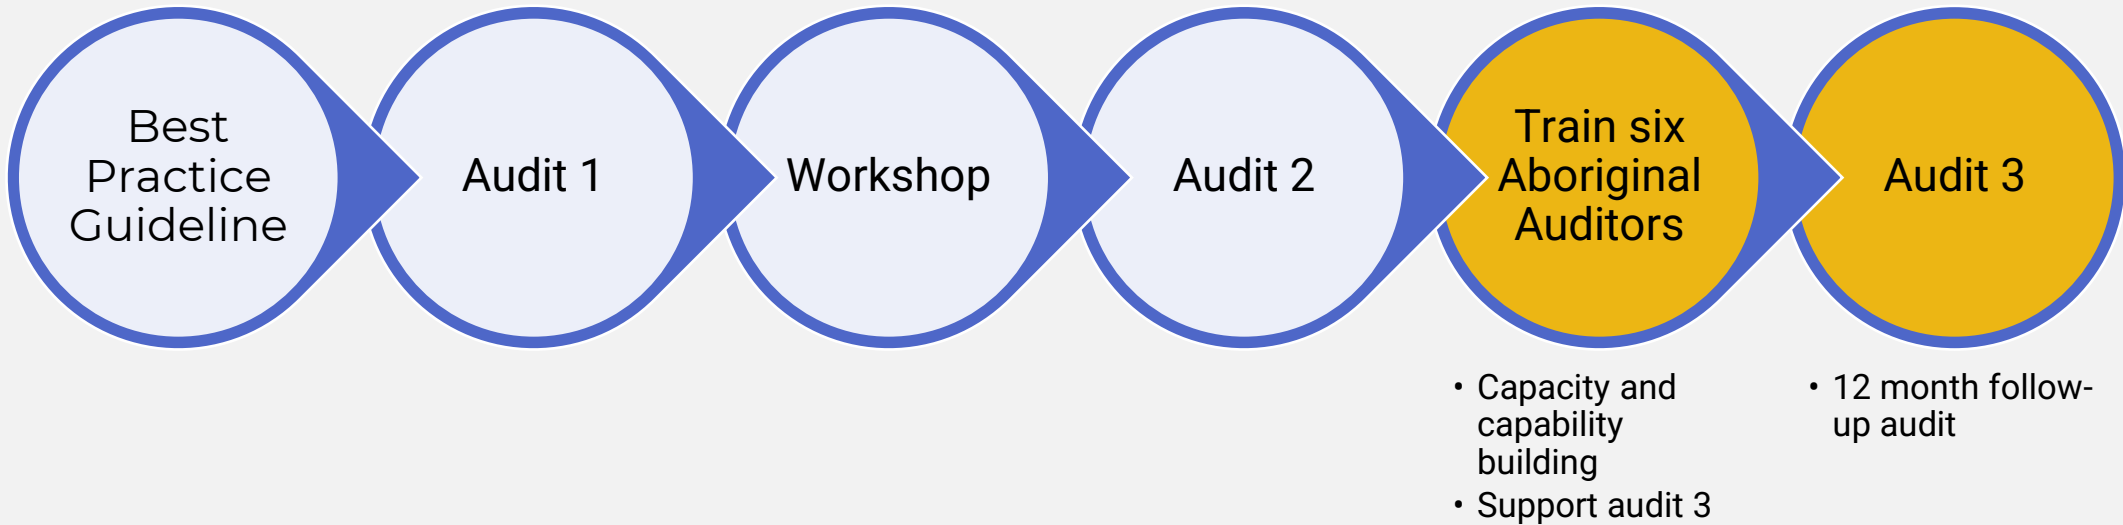 Best
Practice
Guideline
Audit 1
Workshop
Audit 2
Train six
Aboriginal
Auditors
• Capacity and
capability
building
• Support audit 3
Audit 3
• 12 month follow-
up audit